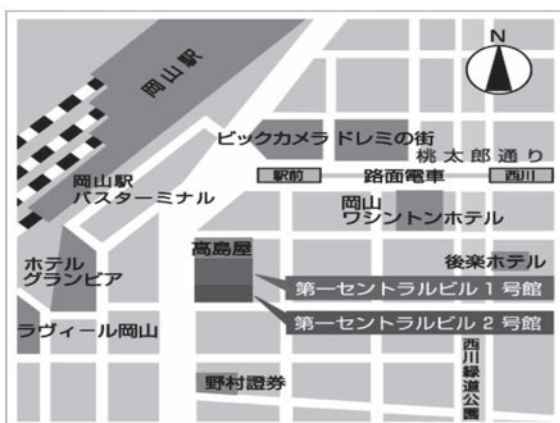 N
岡山駅
ビックカメラ ドレミの街
桃太郎通り
駅前
路面電車
西川
岡山駅
バスターミナル
岡山
ワシントンホテル
高島屋
後楽ホテル
ホテル
グランビア
第一セントラルビル 1 号館
第一セントラルビル 2 号館
ラヴィール岡山
野村證券
西川緑道公園